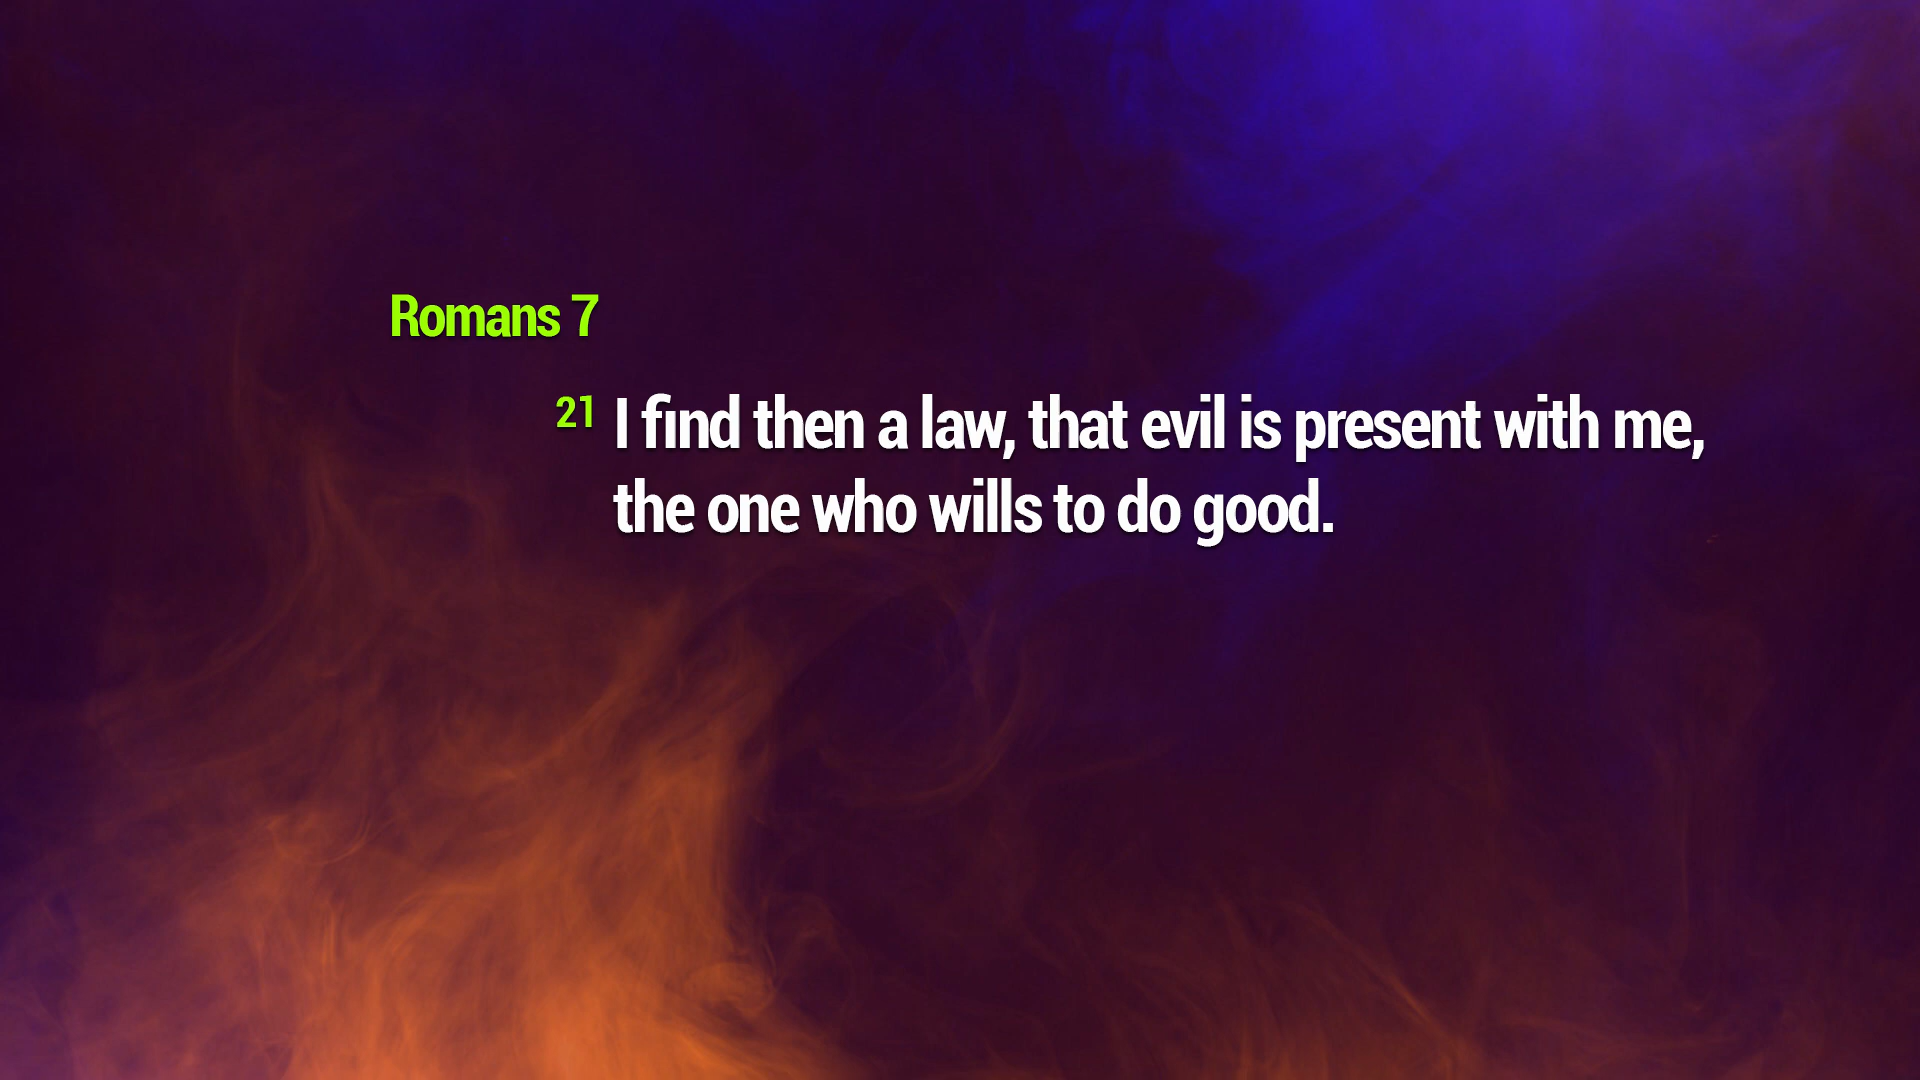 Romans 7
21 I find then a law, that evil is present with me,
the one who wills to do good.